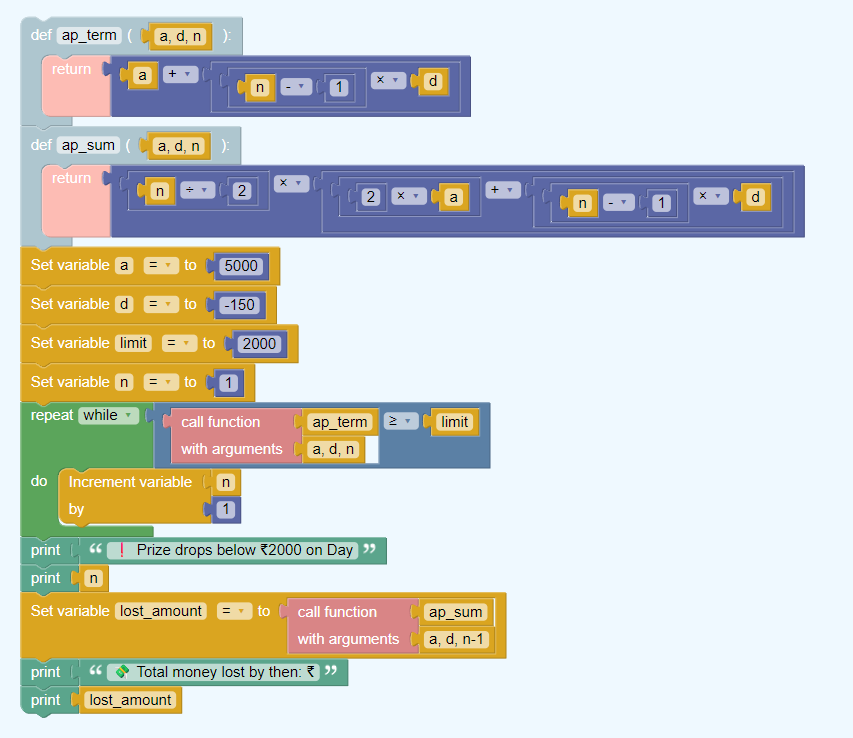 def ap_term ( a, d, n ):
return a + n - 1 × d
def ap_sum ( a, d, n ):
return n ÷ 2 × 2 × a + n - 1 × d
Set variable a = to 5000
Set variable d = to -150
Set variable limit = to 2000
Set variable n = to 1
repeat while call function ap_term ≥ limit
with arguments a, d, n
do Increment variable n
by 1
print “ ❗ Prize drops below ₹2000 on Day ”
print n
Set variable lost_amount = to call function ap_sum
with arguments a, d, n-1
print “ 💸 Total money lost by then: ₹ ”
print lost_amount